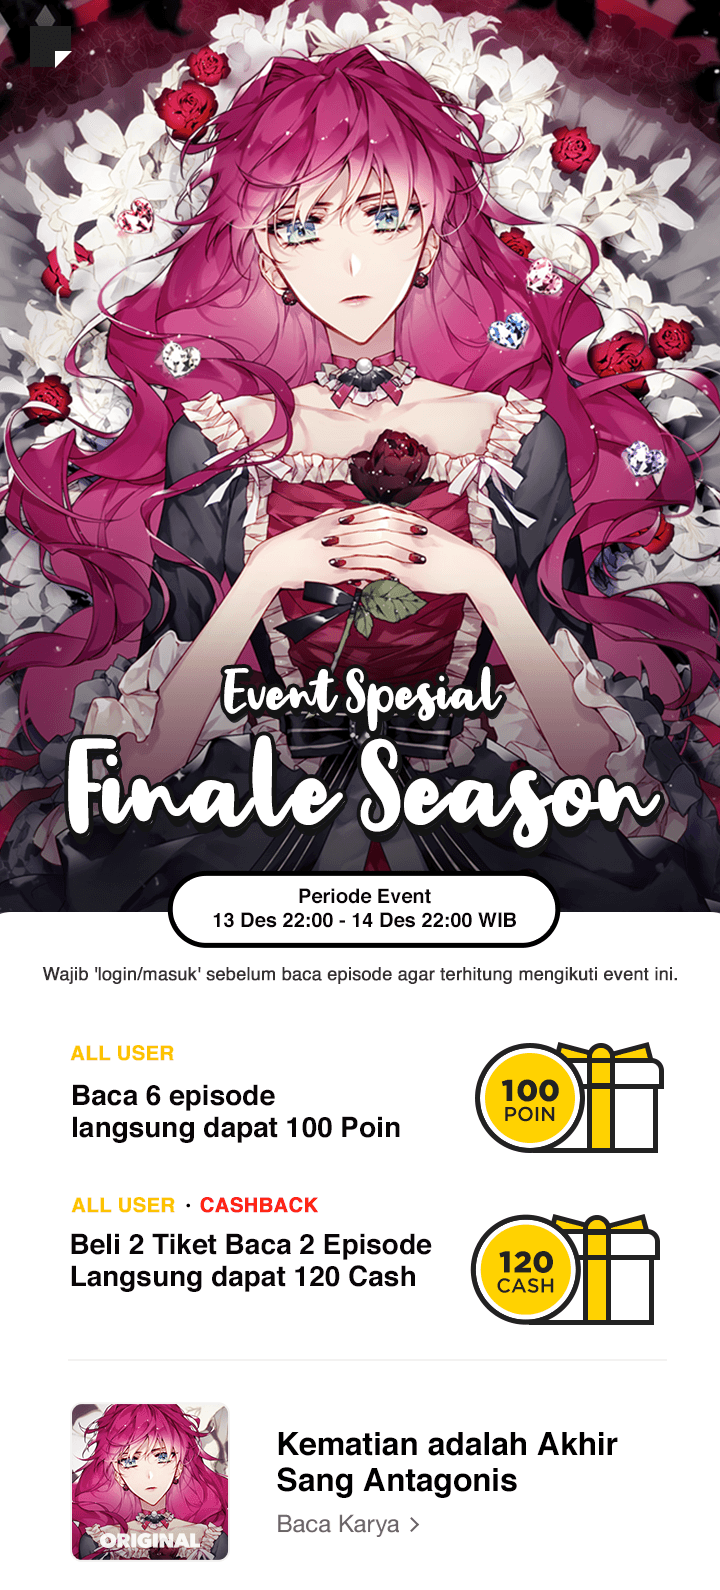 Event Spesial
Finale Season
Periode Event
13 Des 22:00 - 14 Des 22:00 WIB
Wajib 'login/masuk' sebelum baca episode agar terhitung mengikuti event ini.
ALL USER
Baca 6 episode
langsung dapat 100 Poin
100
POIN
ALL USER · CASHBACK
Beli 2 Tiket Baca 2 Episode
Langsung dapat 120 Cash
120
CASH
ORIGINAL
Kematian adalah Akhir
Sang Antagonis
Baca Karya >